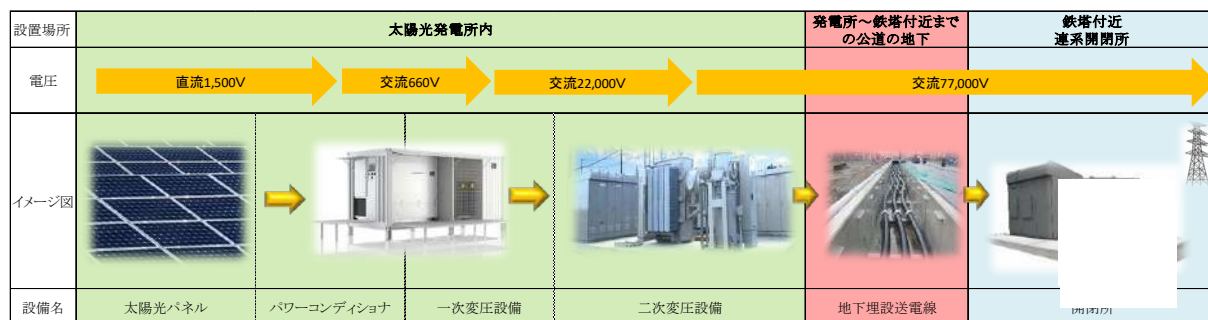 設置場所
太陽光発電所内
発電所～鉄塔付近まで
の公道の地下
鉄塔付近
連系開閉所
電圧
直流1,500V
交流660V
交流22,000V
交流77,000V
イメージ図
設備名
太陽光パネル
パワーコンディショナ
一次変圧設備
二次変圧設備
地下埋設送電線
開閉所